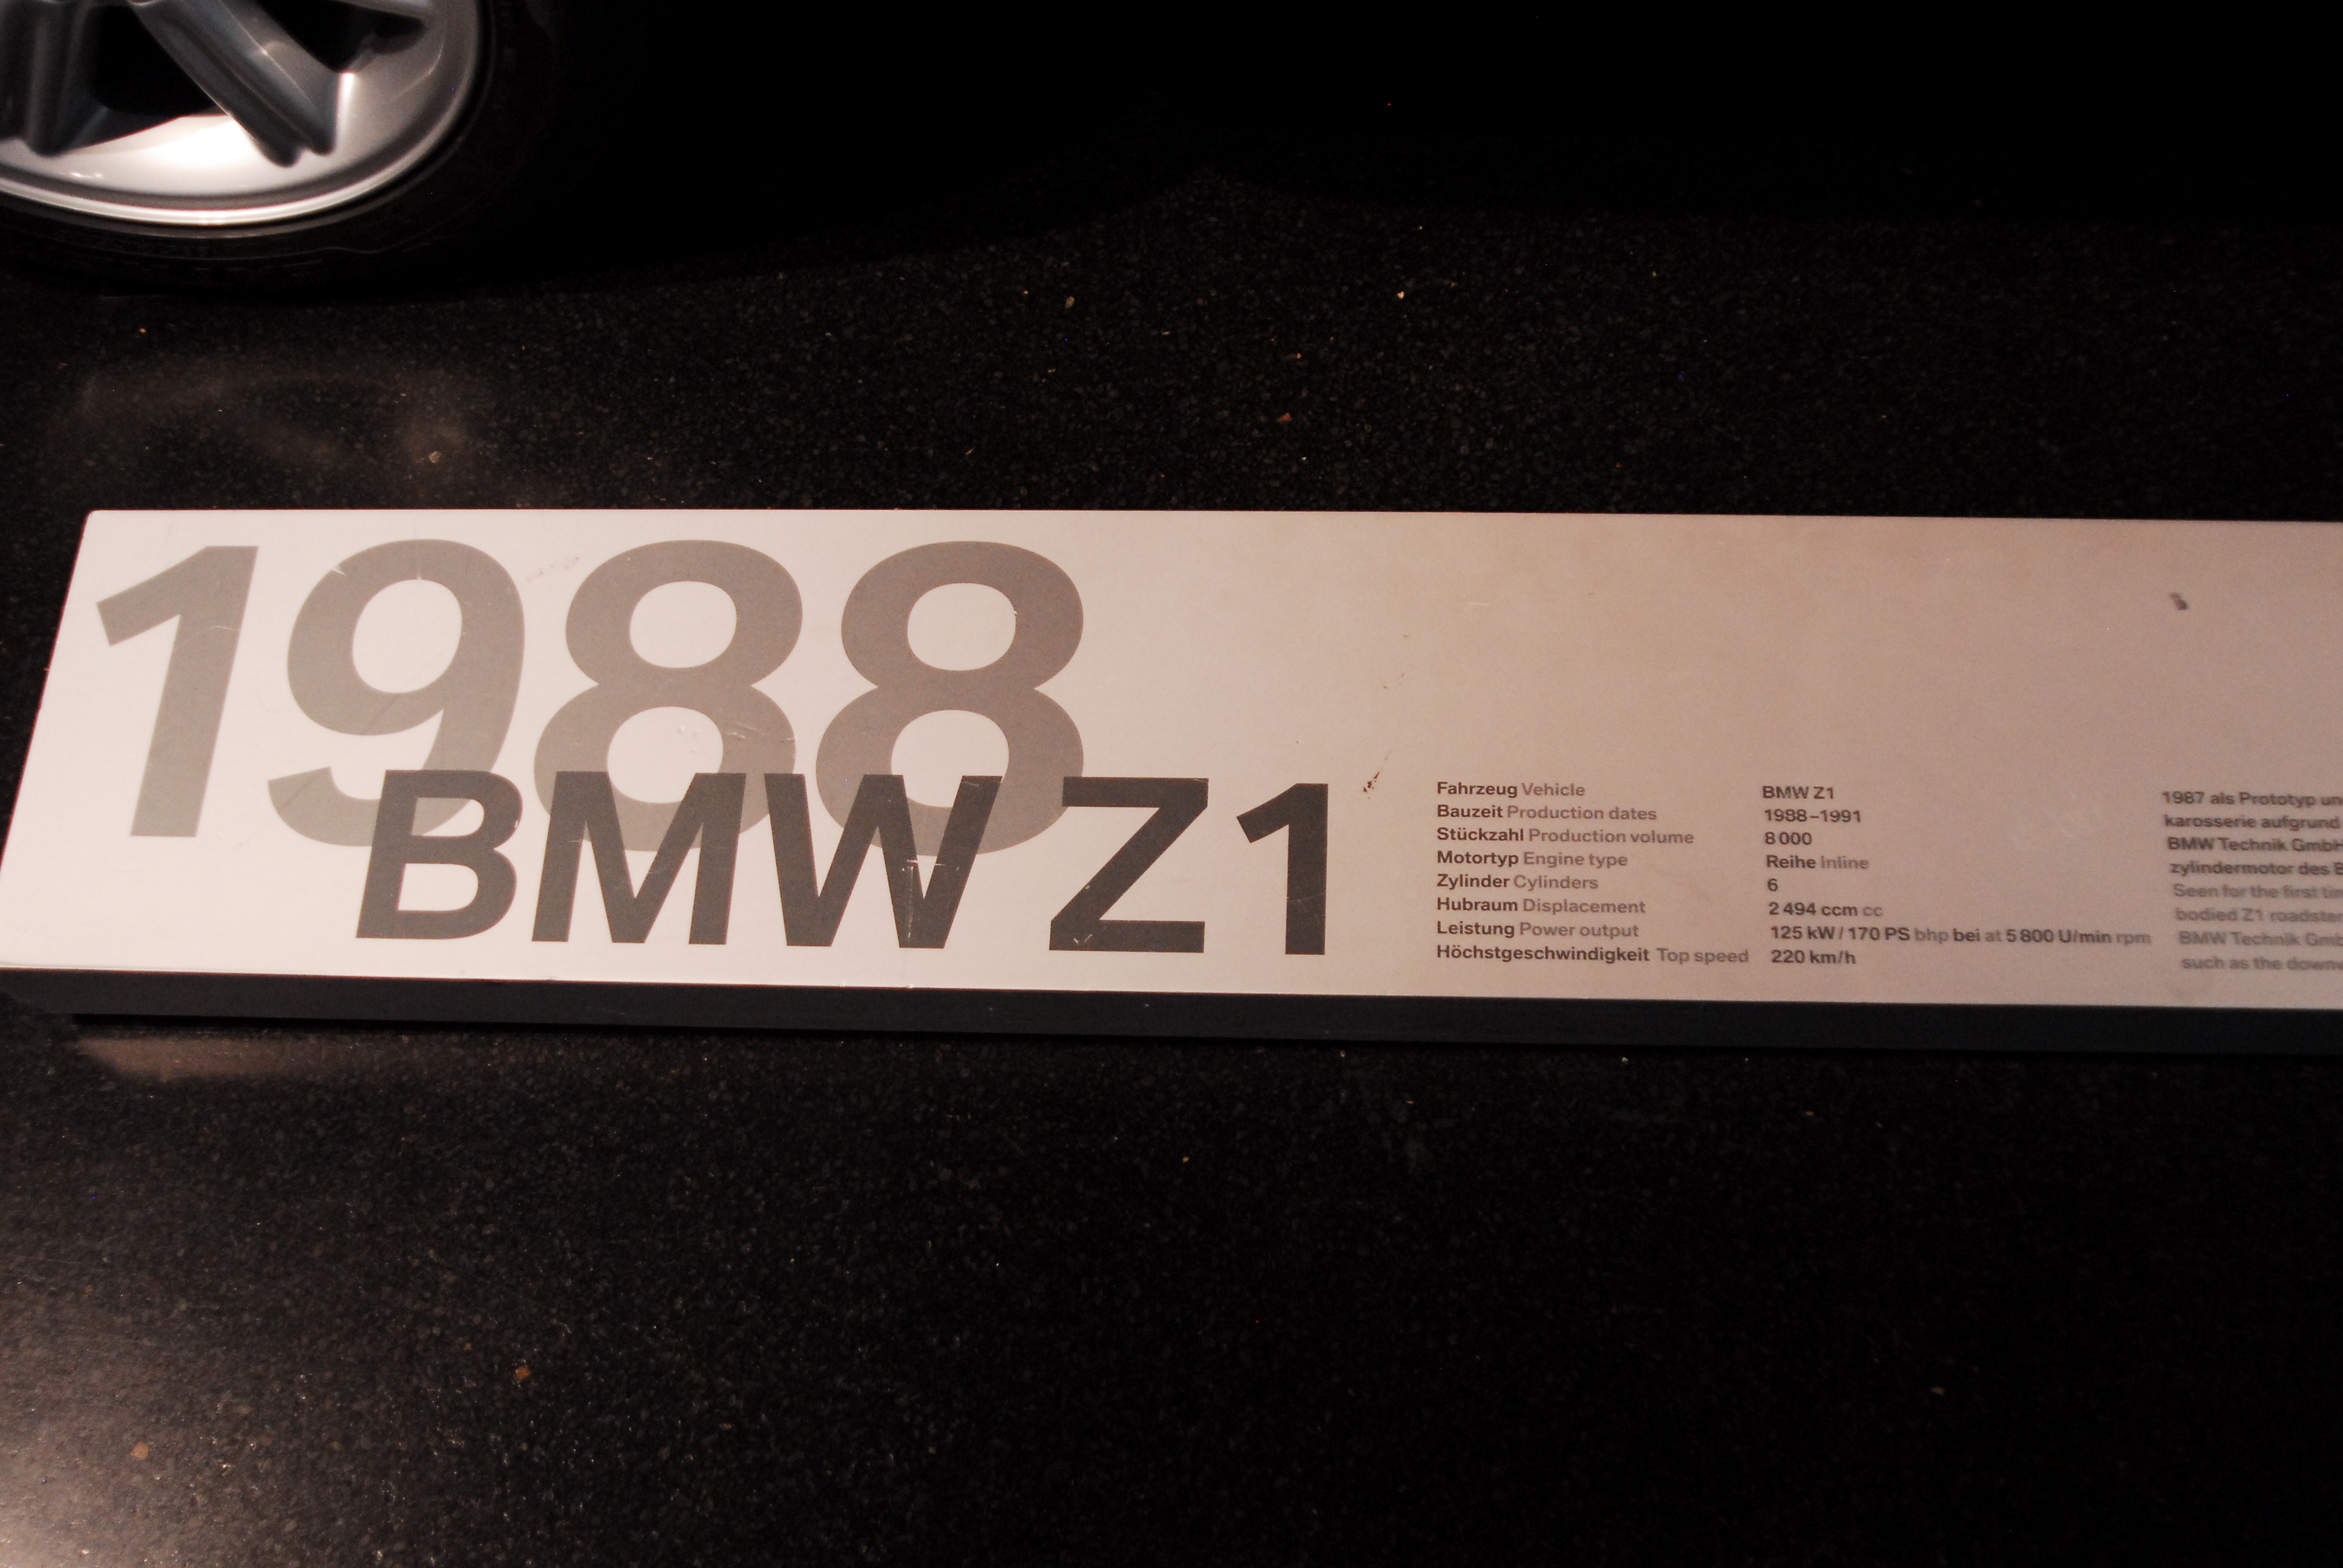 1988
BMW Z1
Fahrzeug Vehicle BMW Z1
Bauzeit Production dates 1988–1991
Stückzahl Production volume 8 000
Motortyp Engine type Reihe Inline
Zylinder Cylinders 6
Hubraum Displacement 2 494 ccm cc
Leistung Power output 125 kW / 170 PS bhp bei at 5 800 U/min rpm
Höchstgeschwindigkeit Top speed 220 km/h
1987 als Prototyp
karosserie aufgrund
BMW Technik GmbH
zylindermotor des
Seen for the first
bodied Z1 roadster
BMW Technik
such as the